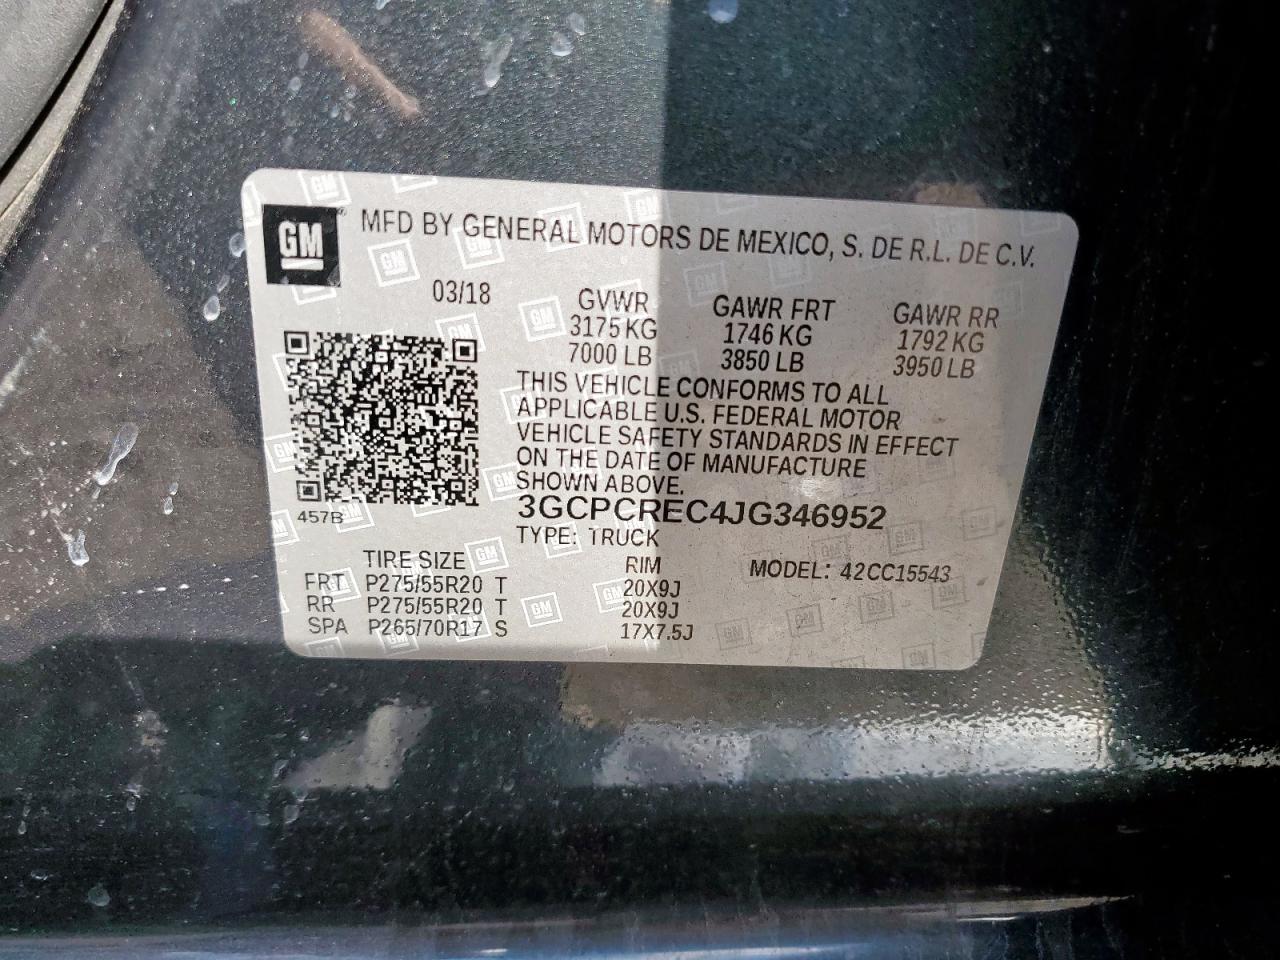 GM
MFD BY GENERAL MOTORS DE MEXICO, S. DE R.L. DE C.V.
03/18
GVWR GAWR FRT GAWR RR
3175 KG 1746 KG 1792 KG
7000 LB 3850 LB 3950 LB
THIS VEHICLE CONFORMS TO ALL
APPLICABLE U.S. FEDERAL MOTOR
VEHICLE SAFETY STANDARDS IN EFFECT
ON THE DATE OF MANUFACTURE
SHOWN ABOVE.
457B
3GCPCREC4JG346952
TYPE: TRUCK
TIRE SIZE RIM MODEL: 42CC15543
FRT P275/55R20 T 20X9J
RR P275/55R20 T 20X9J
SPA P265/70R17 S 17X7.5J